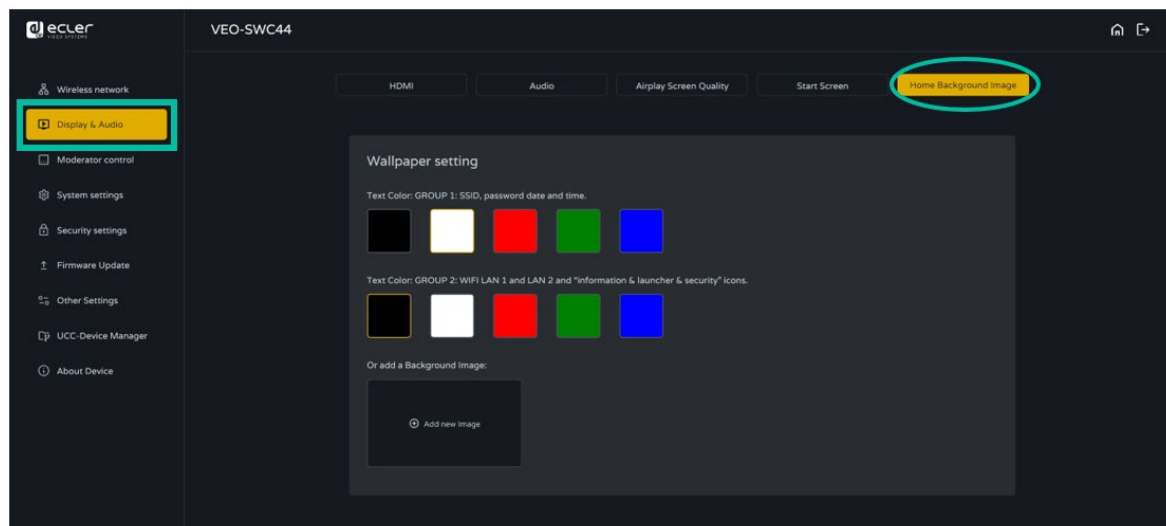 ecler
VIDEO SYSTEMS
VEO-SWC44
Wireless network
Display & Audio
Moderator control
System settings
Security settings
Firmware Update
Other Settings
UCC-Device Manager
About Device
HDMI
Audio
Airplay Screen Quality
Start Screen
Home Background Image
Wallpaper setting
Text Color: GROUP 1: SSID, password date and time.
Text Color: GROUP 2: WIFI LAN 1 and LAN 2 and "information & launcher & security" icons.
Or add a Background Image:
Add new Image